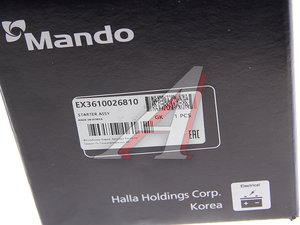 Mando
EX3610026810
STARTER ASSY
MADE IN KOREA
GK 1 PCS
EAC
Halla Holdings Corp.
Korea
Electrical